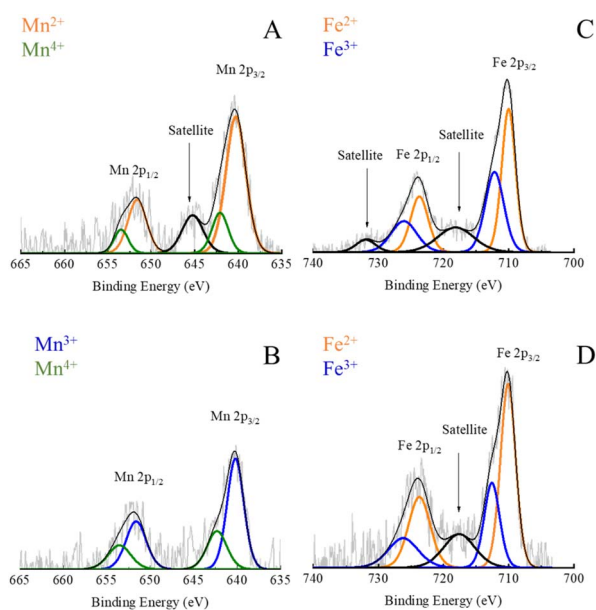 Mn²⁺
Mn⁴⁺
A
Mn 2p₃/₂
Satellite
Mn 2p₁/₂
665 660 655 650 645 640 635
Binding Energy (eV)
Fe²⁺
Fe³⁺
C
Fe 2p₃/₂
Satellite
Fe 2p₁/₂
Satellite
740 730 720 710 700
Binding Energy (eV)
Mn³⁺
Mn⁴⁺
B
Mn 2p₃/₂
Mn 2p₁/₂
665 660 655 650 645 640 635
Binding Energy (eV)
Fe²⁺
Fe³⁺
D
Fe 2p₃/₂
Satellite
Fe 2p₁/₂
740 730 720 710 700
Binding Energy (eV)